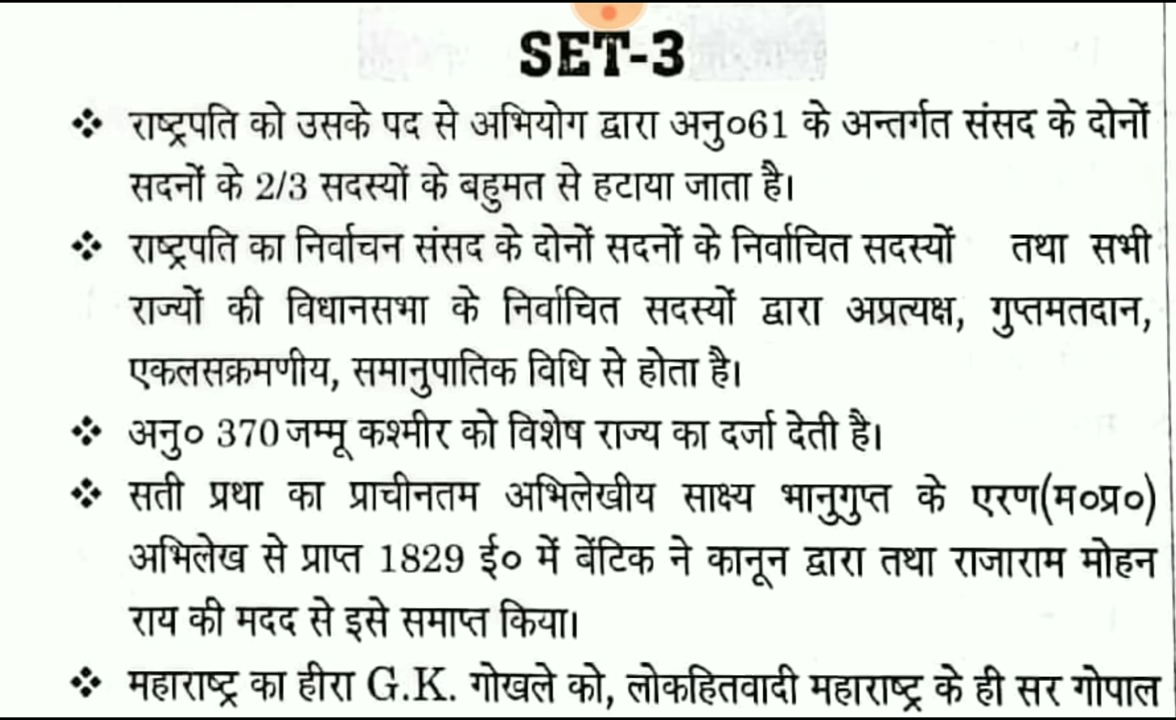 SET-3
❖ राष्ट्रपति को उसके पद से अभियोग द्वारा अनु०61 के अन्तर्गत संसद के दोनों
सदनों के 2/3 सदस्यों के बहुमत से हटाया जाता है।
❖ राष्ट्रपति का निर्वाचन संसद के दोनों सदनों के निर्वाचित सदस्यों तथा सभी
राज्यों की विधानसभा के निर्वाचित सदस्यों द्वारा अप्रत्यक्ष, गुप्तमतदान,
एकलसक्रमणीय, समानुपातिक विधि से होता है।
❖ अनु० 370 जम्मू कश्मीर को विशेष राज्य का दर्जा देती है।
❖ सती प्रथा का प्राचीनतम अभिलेखीय साक्ष्य भानुगुप्त के एरण(म०प्र०)
अभिलेख से प्राप्त 1829 ई० में बेंटिक ने कानून द्वारा तथा राजाराम मोहन
राय की मदद से इसे समाप्त किया।
❖ महाराष्ट्र का हीरा G.K. गोखले को, लोकहितवादी महाराष्ट्र के ही सर गोपाल